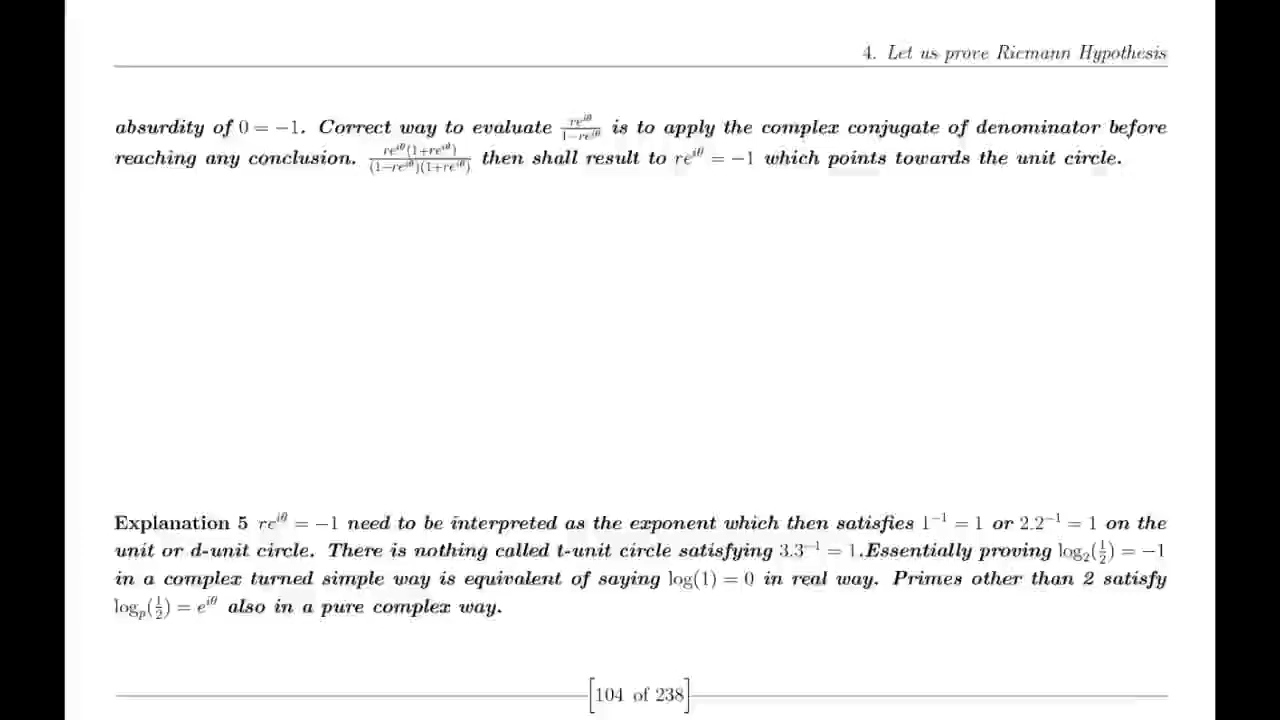 4. Let us prove Riemann Hypothesis
absurdity of 0 = −1. Correct way to evaluate \frac{re^{iθ}}{1−re^{iθ}} is to apply the complex conjugate of denominator before
reaching any conclusion. \frac{re^{iθ}(1+re^{iθ})}{(1−re^{iθ})(1+re^{iθ})} then shall result to re^{iθ} = −1 which points towards the unit circle.
Explanation 5 re^{iθ} = −1 need to be interpreted as the exponent which then satisfies 1^{−1} = 1 or 2.2^{−1} = 1 on the
unit or d-unit circle. There is nothing called t-unit circle satisfying 3.3^{−1} = 1.Essentially proving log_2(\frac{1}{2}) = −1
in a complex turned simple way is equivalent of saying log(1) = 0 in real way. Primes other than 2 satisfy
log_p(\frac{1}{2}) = e^{iθ} also in a pure complex way.
[104 of 238]